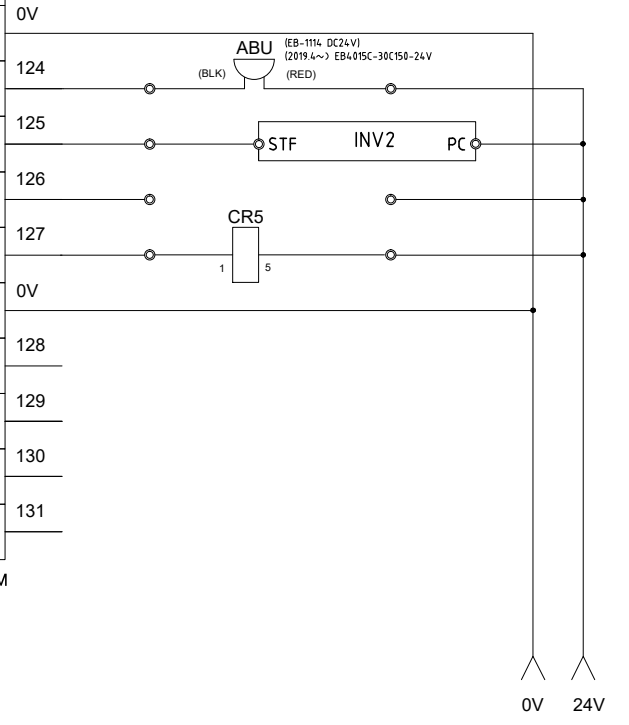 0V
ABU
(EB-1114 DC24V)
(2019.4~) EB4015C-30C150-24V
124
(BLK)
(RED)
125
STF
INV2
PC
126
CR5
127
1
5
0V
128
129
130
131
M
0V
24V